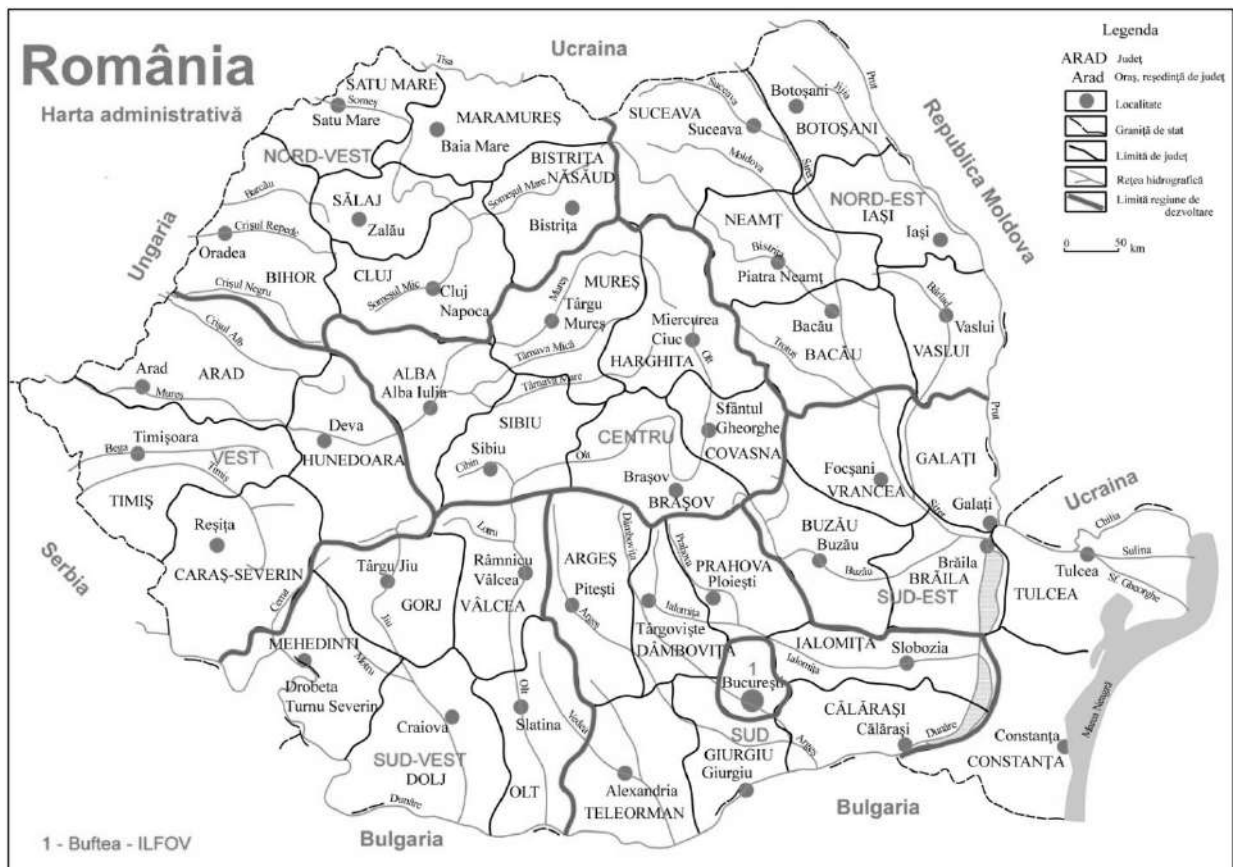 România
Harta administrativă
Ucraina
Ungaria
Republica Moldova
Serbia
Bulgaria
Bulgaria
Ucraina
Marea Neagră
Legenda
ARAD Județ
Arad Oraș, reședință de județ
Localitate
Graniță de stat
Limită de județ
Rețea hidrografică
Limită regiune de
dezvoltare
0 50
km
SATU MARE
Someș
Satu Mare
Tisa
MARAMUREȘ
Baia Mare
NORD-VEST
BISTRIȚA
NĂSĂUD
Someșul Mare
Bistrița
SĂLAJ
Zalău
Barcău
Crișul Repede
Oradea
BIHOR
Crișul Negru
CLUJ
Someșul Mic
Cluj
Napoca
SUCEAVA
Suceava
Suceava
Moldova
Siret
Botoșani
BOTOȘANI
Jijia
Prut
NORD-EST
IAȘI
Iași
NEAMȚ
Bistrița
Piatra Neamț
Bacău
BACĂU
Trotuș
Bârlad
Vaslui
VASLUI
Prut
MUREȘ
Mureș
Târgu
Mureș
Târnava Mică
Târnava Mare
Miercurea
Ciuc
HARGHITA
Olt
Crișul Alb
ARAD
Arad
Mureș
ALBA
Alba Iulia
Deva
HUNEDOARA
SIBIU
Sibiu
Cibin
Olt
CENTRU
Sfântul
Gheorghe
COVASNA
Brașov
BRAȘOV
Timișoara
Bega
VEST
Timiș
TIMIȘ
Reșița
CARAȘ-SEVERIN
Cerna
Focșani
VRANCEA
Siret
GALAȚI
Galați
BUZĂU
Buzău
Buzău
Brăila
BRĂILA
SUD-EST
Chilia
Sulina
Sf. Gheorghe
Tulcea
TULCEA
Lotru
Târgu Jiu
GORJ
Jiu
Motru
MEHEDINTI
Drobeta
Turnu Severin
Râmnicu
Vâlcea
VÂLCEA
ARGEȘ
Pitești
Argeș
Dâmbovița
Prahova
PRAHOVA
Ploiești
Ialomița
Târgoviște
DÂMBOVIȚA
IALOMIȚA
Slobozia
Ialomița
1
București
CĂLĂRAȘI
Călărași
Dunăre
Constanța
CONSTANȚA
SUD
GIURGIU
Giurgiu
Argeș
Craiova
SUD-VEST
DOLJ
Dunăre
Olt
Slatina
OLT
Vedea
Alexandria
TELEORMAN
1 - Buftea - ILFOV